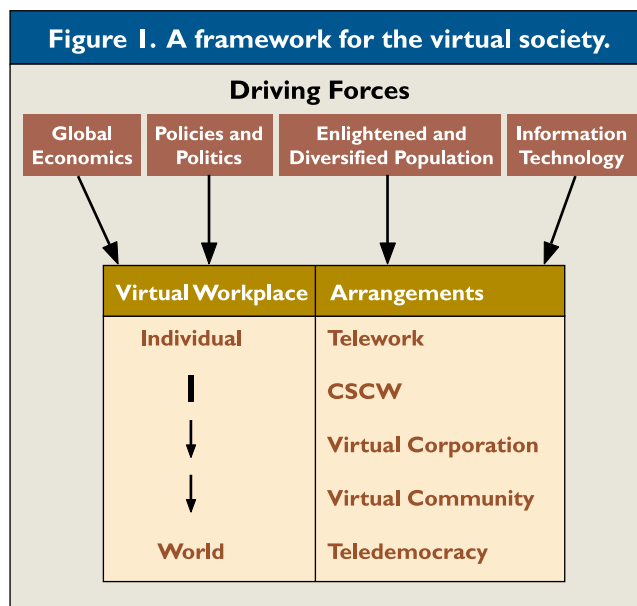 Figure 1. A framework for the virtual society.
Driving Forces
Global
Economics
Policies and
Politics
Enlightened and
Diversified Population
Information
Technology
Virtual Workplace
Arrangements
Individual
Telework
CSCW
Virtual Corporation
Virtual Community
World
Teledemocracy